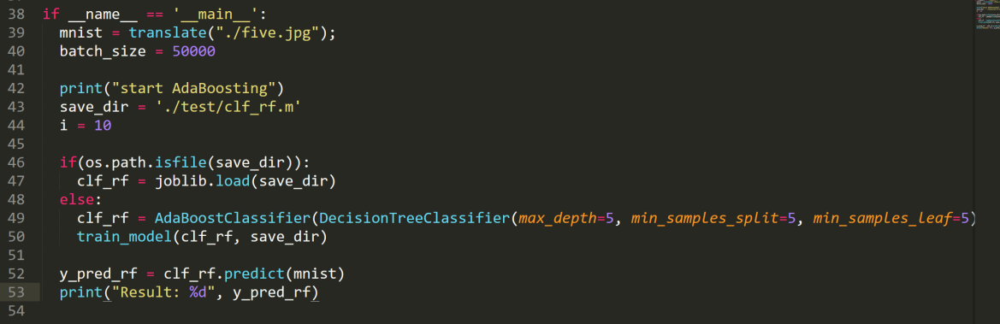 38 if __name__ == '__main__':
39   mnist = translate("./five.jpg");
40   batch_size = 50000
41
42   print("start AdaBoosting")
43   save_dir = './test/clf_rf.m'
44   i = 10
45
46   if(os.path.isfile(save_dir)):
47     clf_rf = joblib.load(save_dir)
48   else:
49     clf_rf = AdaBoostClassifier(DecisionTreeClassifier(max_depth=5, min_samples_split=5, min_samples_leaf=5)
50     train_model(clf_rf, save_dir)
51
52   y_pred_rf = clf_rf.predict(mnist)
53   print("Result: %d", y_pred_rf)
54